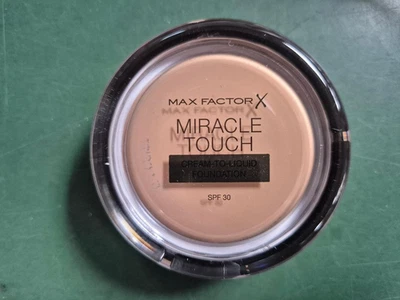 MAX FACTOR X
MIRACLE
TOUCH
CREAM-TO-LIQUID
FOUNDATION
SPF 30